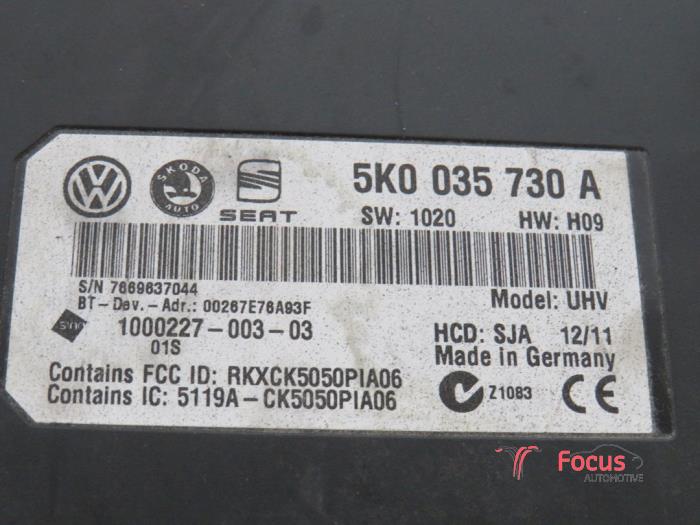 5K0 035 730 A
SKODA
AUTO
SEAT
SW: 1020 HW: H09
S/N 7669637044
BT-Dev.-Adr.: 00267E76A93F
Model: UHV
1000227-003-03
01S
HCD: SJA 12/11
Made in Germany
Contains FCC ID: RKXCK5050PIA06
Contains IC: 5119A-CK5050PIA06
Z1083
CE
Focus
AUTOMOTIVE